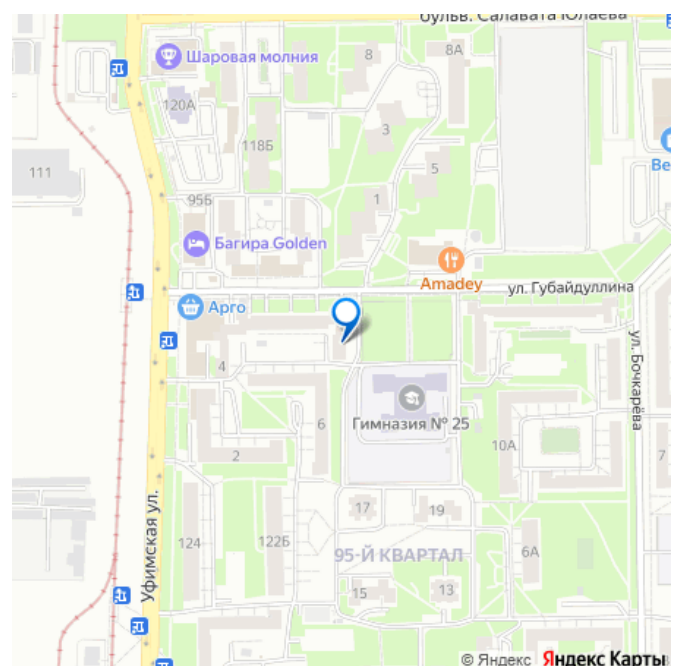 бульв. Салавата Юлаева
Шаровая молния
8
8А
120А
3
118Б
111
5
95Б
1
Ве
Багира Golden
Amadey
ул. Губайдуллина
Арго
4
ул. Бочкарёва
Гимназия № 25
6
10А
2
7
17
19
Уфимская ул.
124
122Б
95-Й КВАРТАЛ
6А
15
13
© Яндекс Яндекс Карты